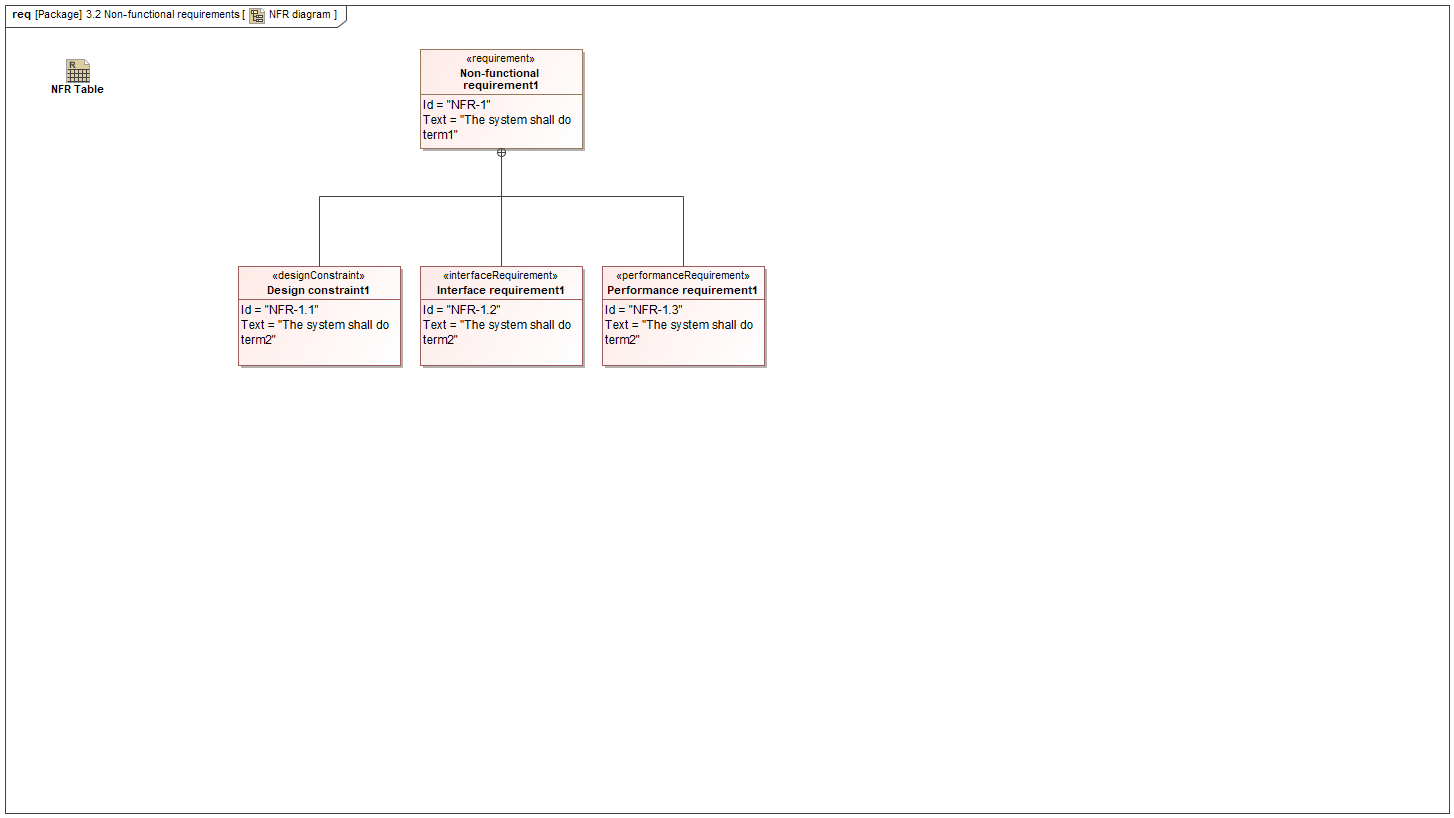 req [Package] 3.2 Non-functional requirements [ NFR diagram ]
NFR Table
«requirement»
Non-functional
requirement1
Id = "NFR-1"
Text = "The system shall do
term1"
«designConstraint»
Design constraint1
Id = "NFR-1.1"
Text = "The system shall do
term2"
«interfaceRequirement»
Interface requirement1
Id = "NFR-1.2"
Text = "The system shall do
term2"
«performanceRequirement»
Performance requirement1
Id = "NFR-1.3"
Text = "The system shall do
term2"